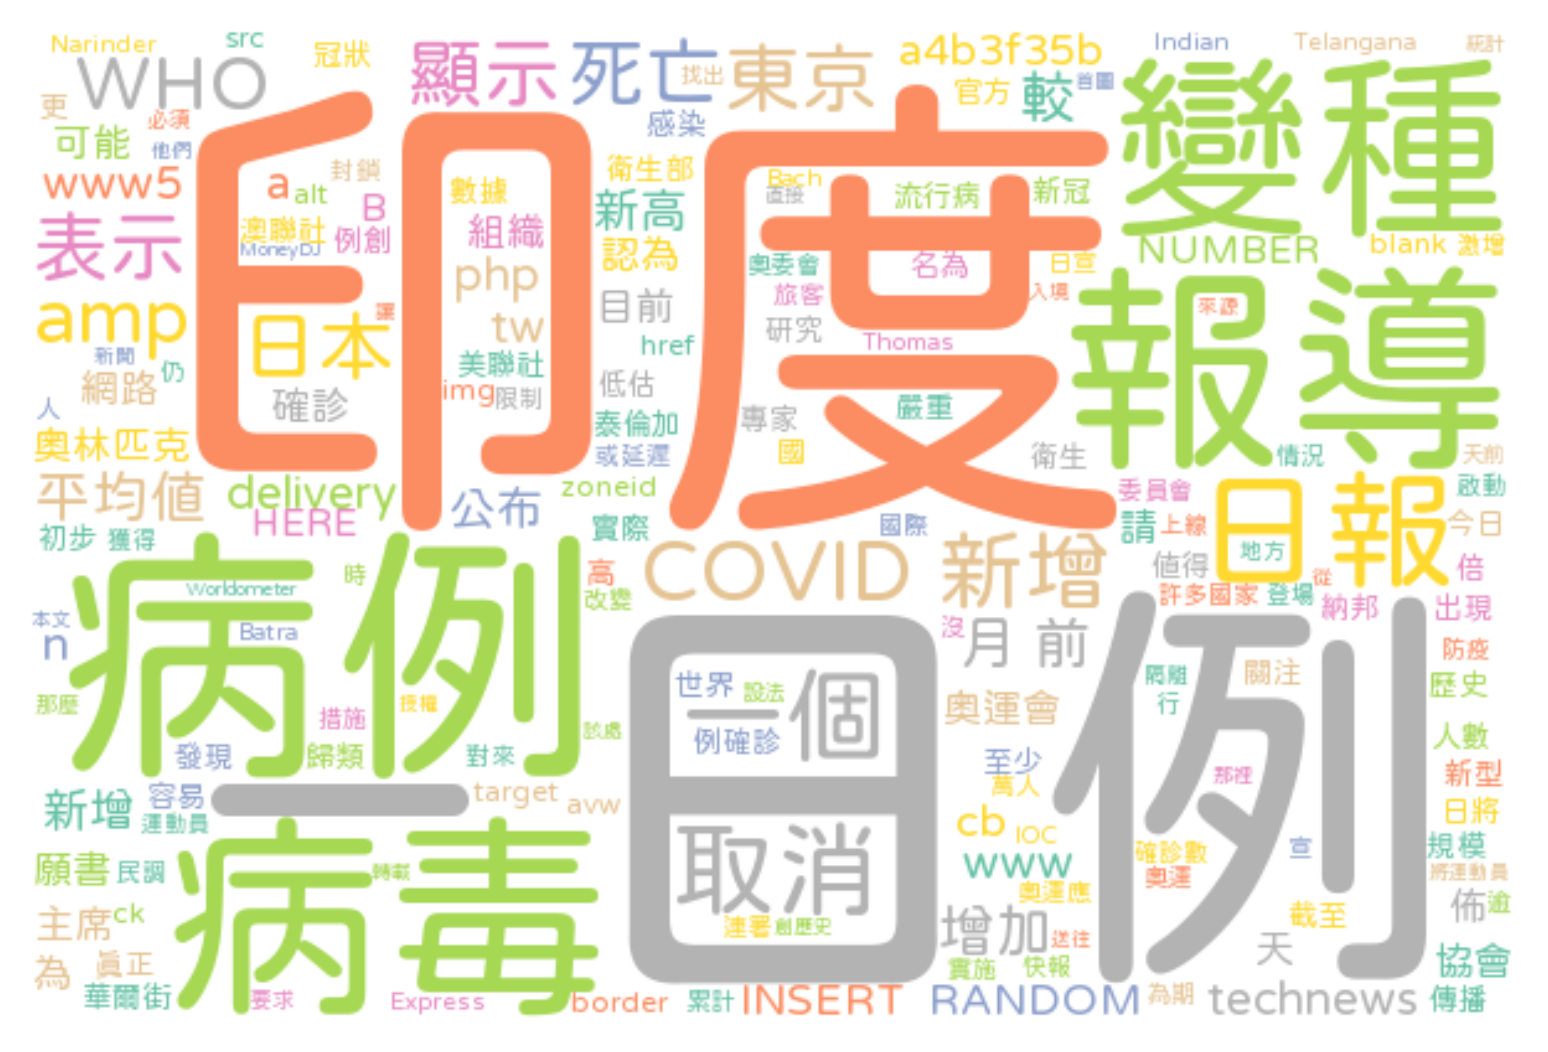 Narinder
src
冠狀
顯示
死亡
找出
東京
a4b3f35b
Indian
Telangana
統計
WHO
官方
較
首圖
變種
更
必須
可能
他們
感染
印度
www5
a
alt
封鎖
數據
衛生部
Bach
直接
流行病
新冠
表示
B
澳聯社
例創
MoneyDJ
組織
新高
認為
奧委會
名為
日宣
NUMBER
blank
激增
amp
日本
讓
php
tw
目前
旅客
入境
研究
報導
來源
新聞
仍
網路
美聯社
href
Thomas
確診
img
限制
低估
人
奧林匹克
泰倫加
專家
嚴重
或延遲
國
衛生
情況
天前
平均值
delivery
HERE
公布
zoneid
委員會
日報
啟動
初步
獲得
實際
國際
請
上線
地方
今日
病例
Worldometer
時
高
改變
COVID
新增
值得
從
倍
許多國家
登場
納邦
出現
本文
n
Batra
沒
月
前
防疫
世界
設法
一個
例確診
日
例
隔離
行
關注
歷史
那麼
措施
授權
該處
奧運會
發現
歸類
對來
至少
萬人
那裡
人數
新型
新增
容易
一
運動員
target
avw
cb
IOC
日將
www
確診數
奧運
宣
規模
將運動員
願書
民調
病毒
轉載
取消
奧運應
主席
ck
連署
創歷史
增加
送往
截至
佈
逾
天
為
真正
實施
快報
協會
華爾街
要求
Express
border
累計
INSERT
RANDOM
為期
technews
傳播